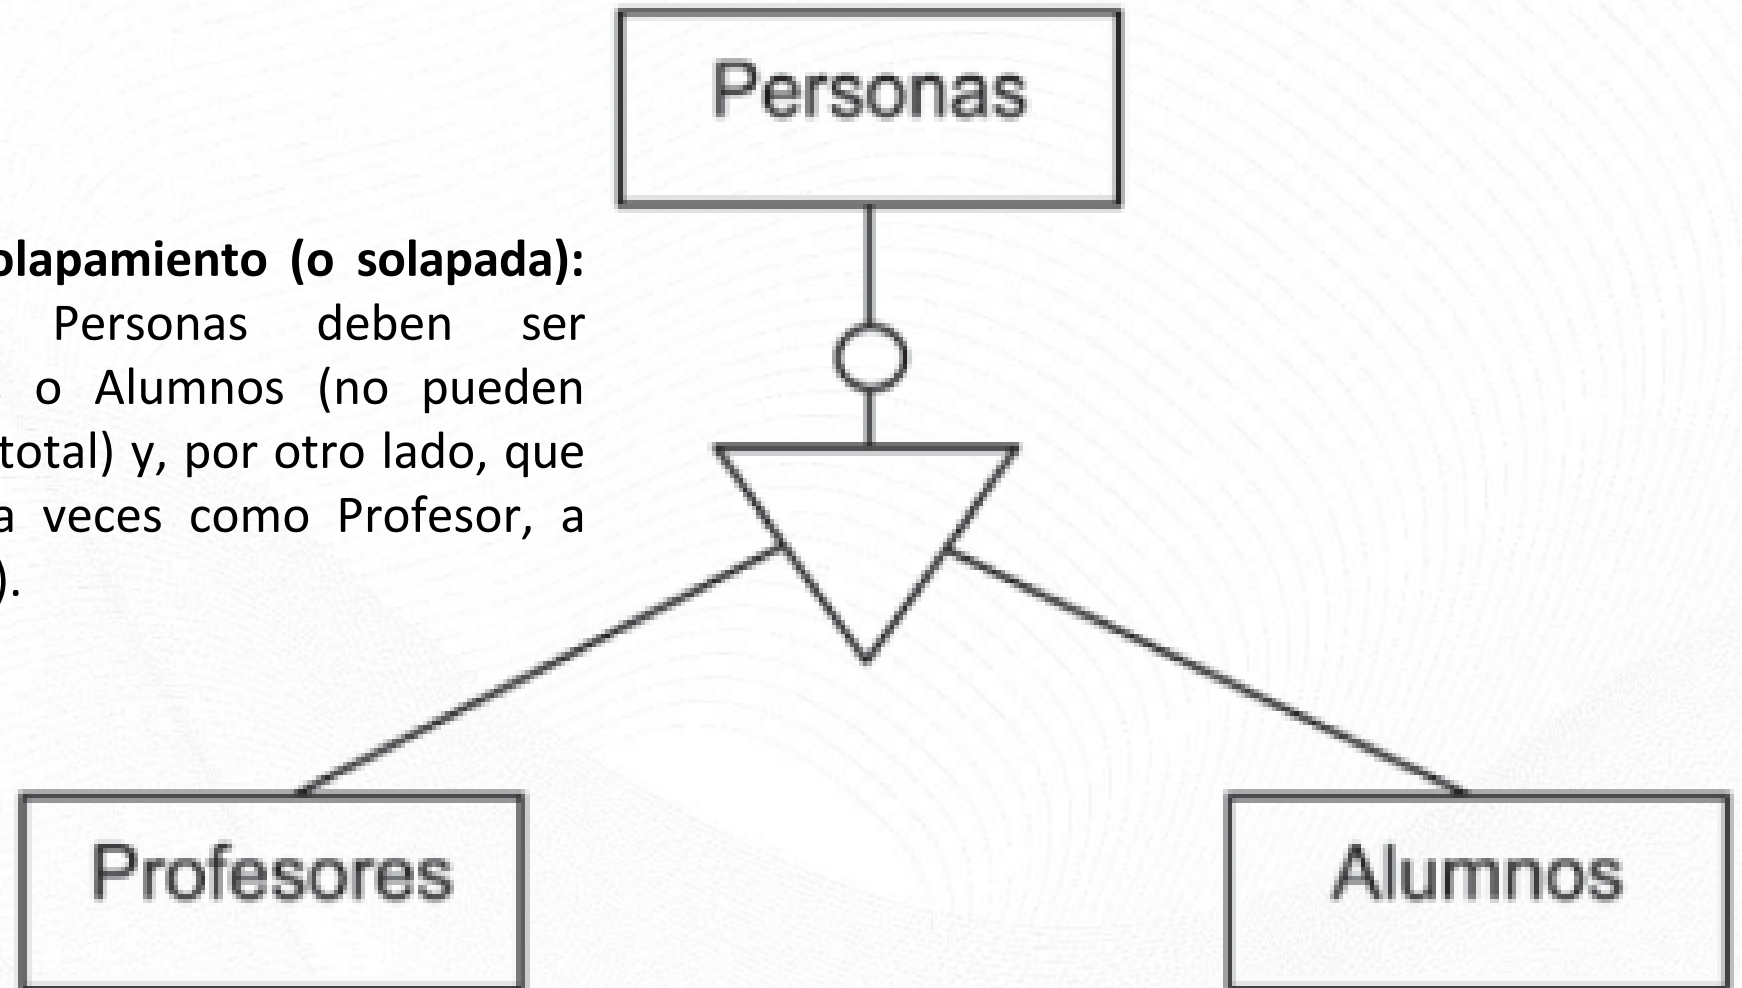 Personas
olapamiento (o solapada):
Personas deben ser
o Alumnos (no pueden
total) y, por otro lado, que
a veces como Profesor, a
).
Profesores
Alumnos